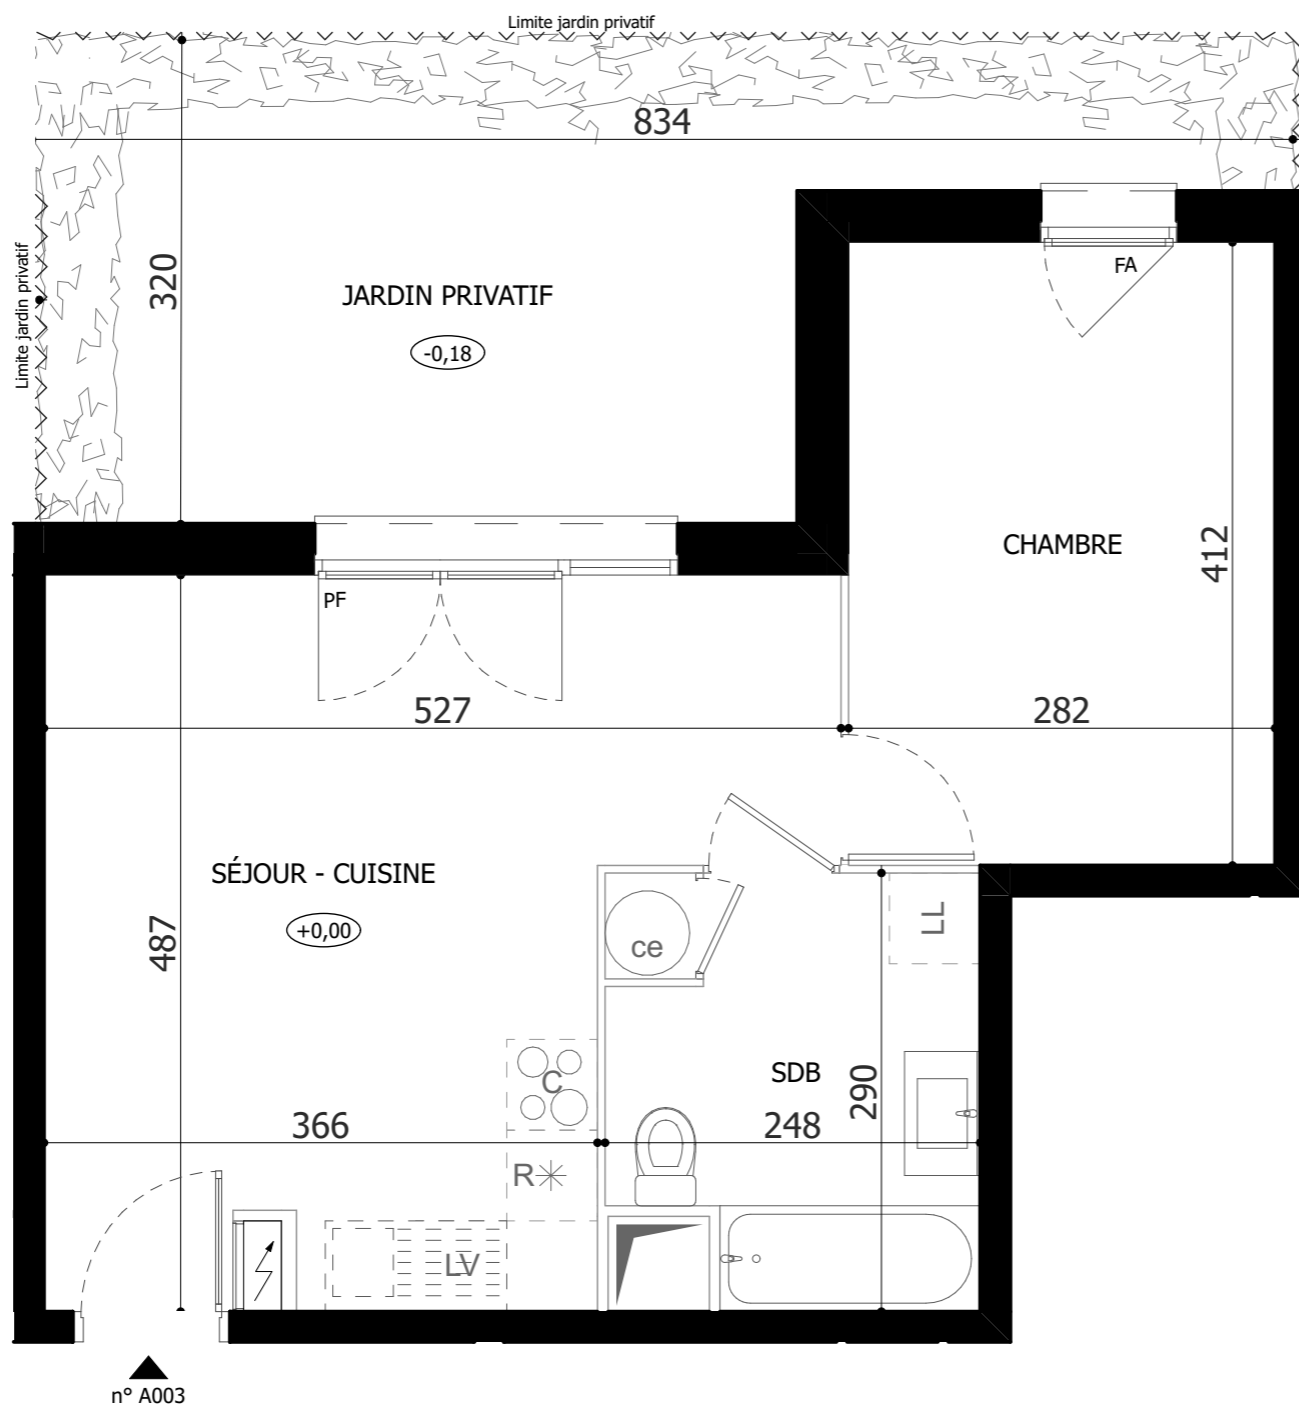 Limite jardin privatif
834
Limite jardin privatif
320
JARDIN PRIVATIF
-0,18
FA
CHAMBRE
412
PF
527
282
SÉJOUR - CUISINE
+0,00
487
ce
LL
C
SDB
290
366
248
R
LV
n° A003